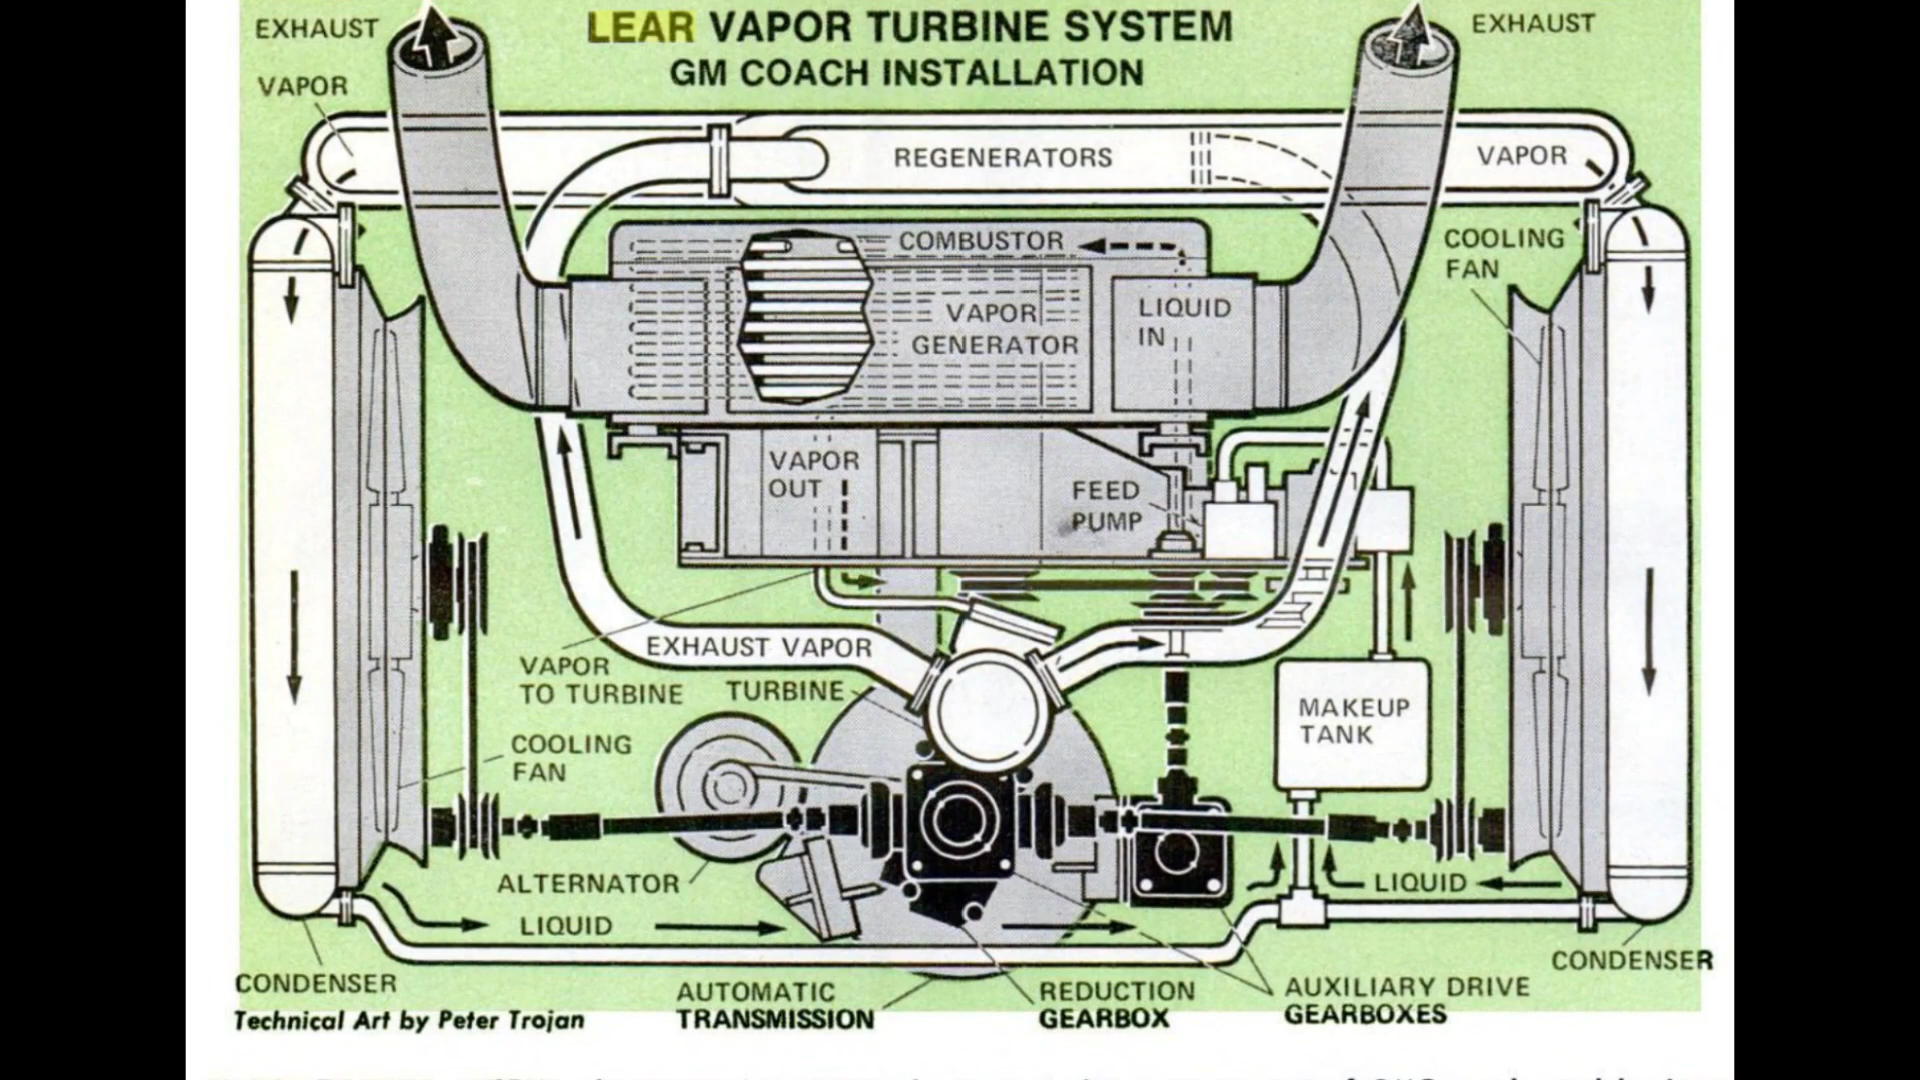 LEAR VAPOR TURBINE SYSTEM
GM COACH INSTALLATION
EXHAUST
EXHAUST
VAPOR
REGENERATORS
VAPOR
COMBUSTOR
COOLING
FAN
VAPOR
GENERATOR
LIQUID
IN
VAPOR
OUT
FEED
PUMP
EXHAUST VAPOR
VAPOR
TO TURBINE
TURBINE
MAKEUP
TANK
COOLING
FAN
ALTERNATOR
LIQUID
LIQUID
CONDENSER
CONDENSER
AUTOMATIC
TRANSMISSION
REDUCTION
GEARBOX
AUXILIARY DRIVE
GEARBOXES
Technical Art by Peter Trojan